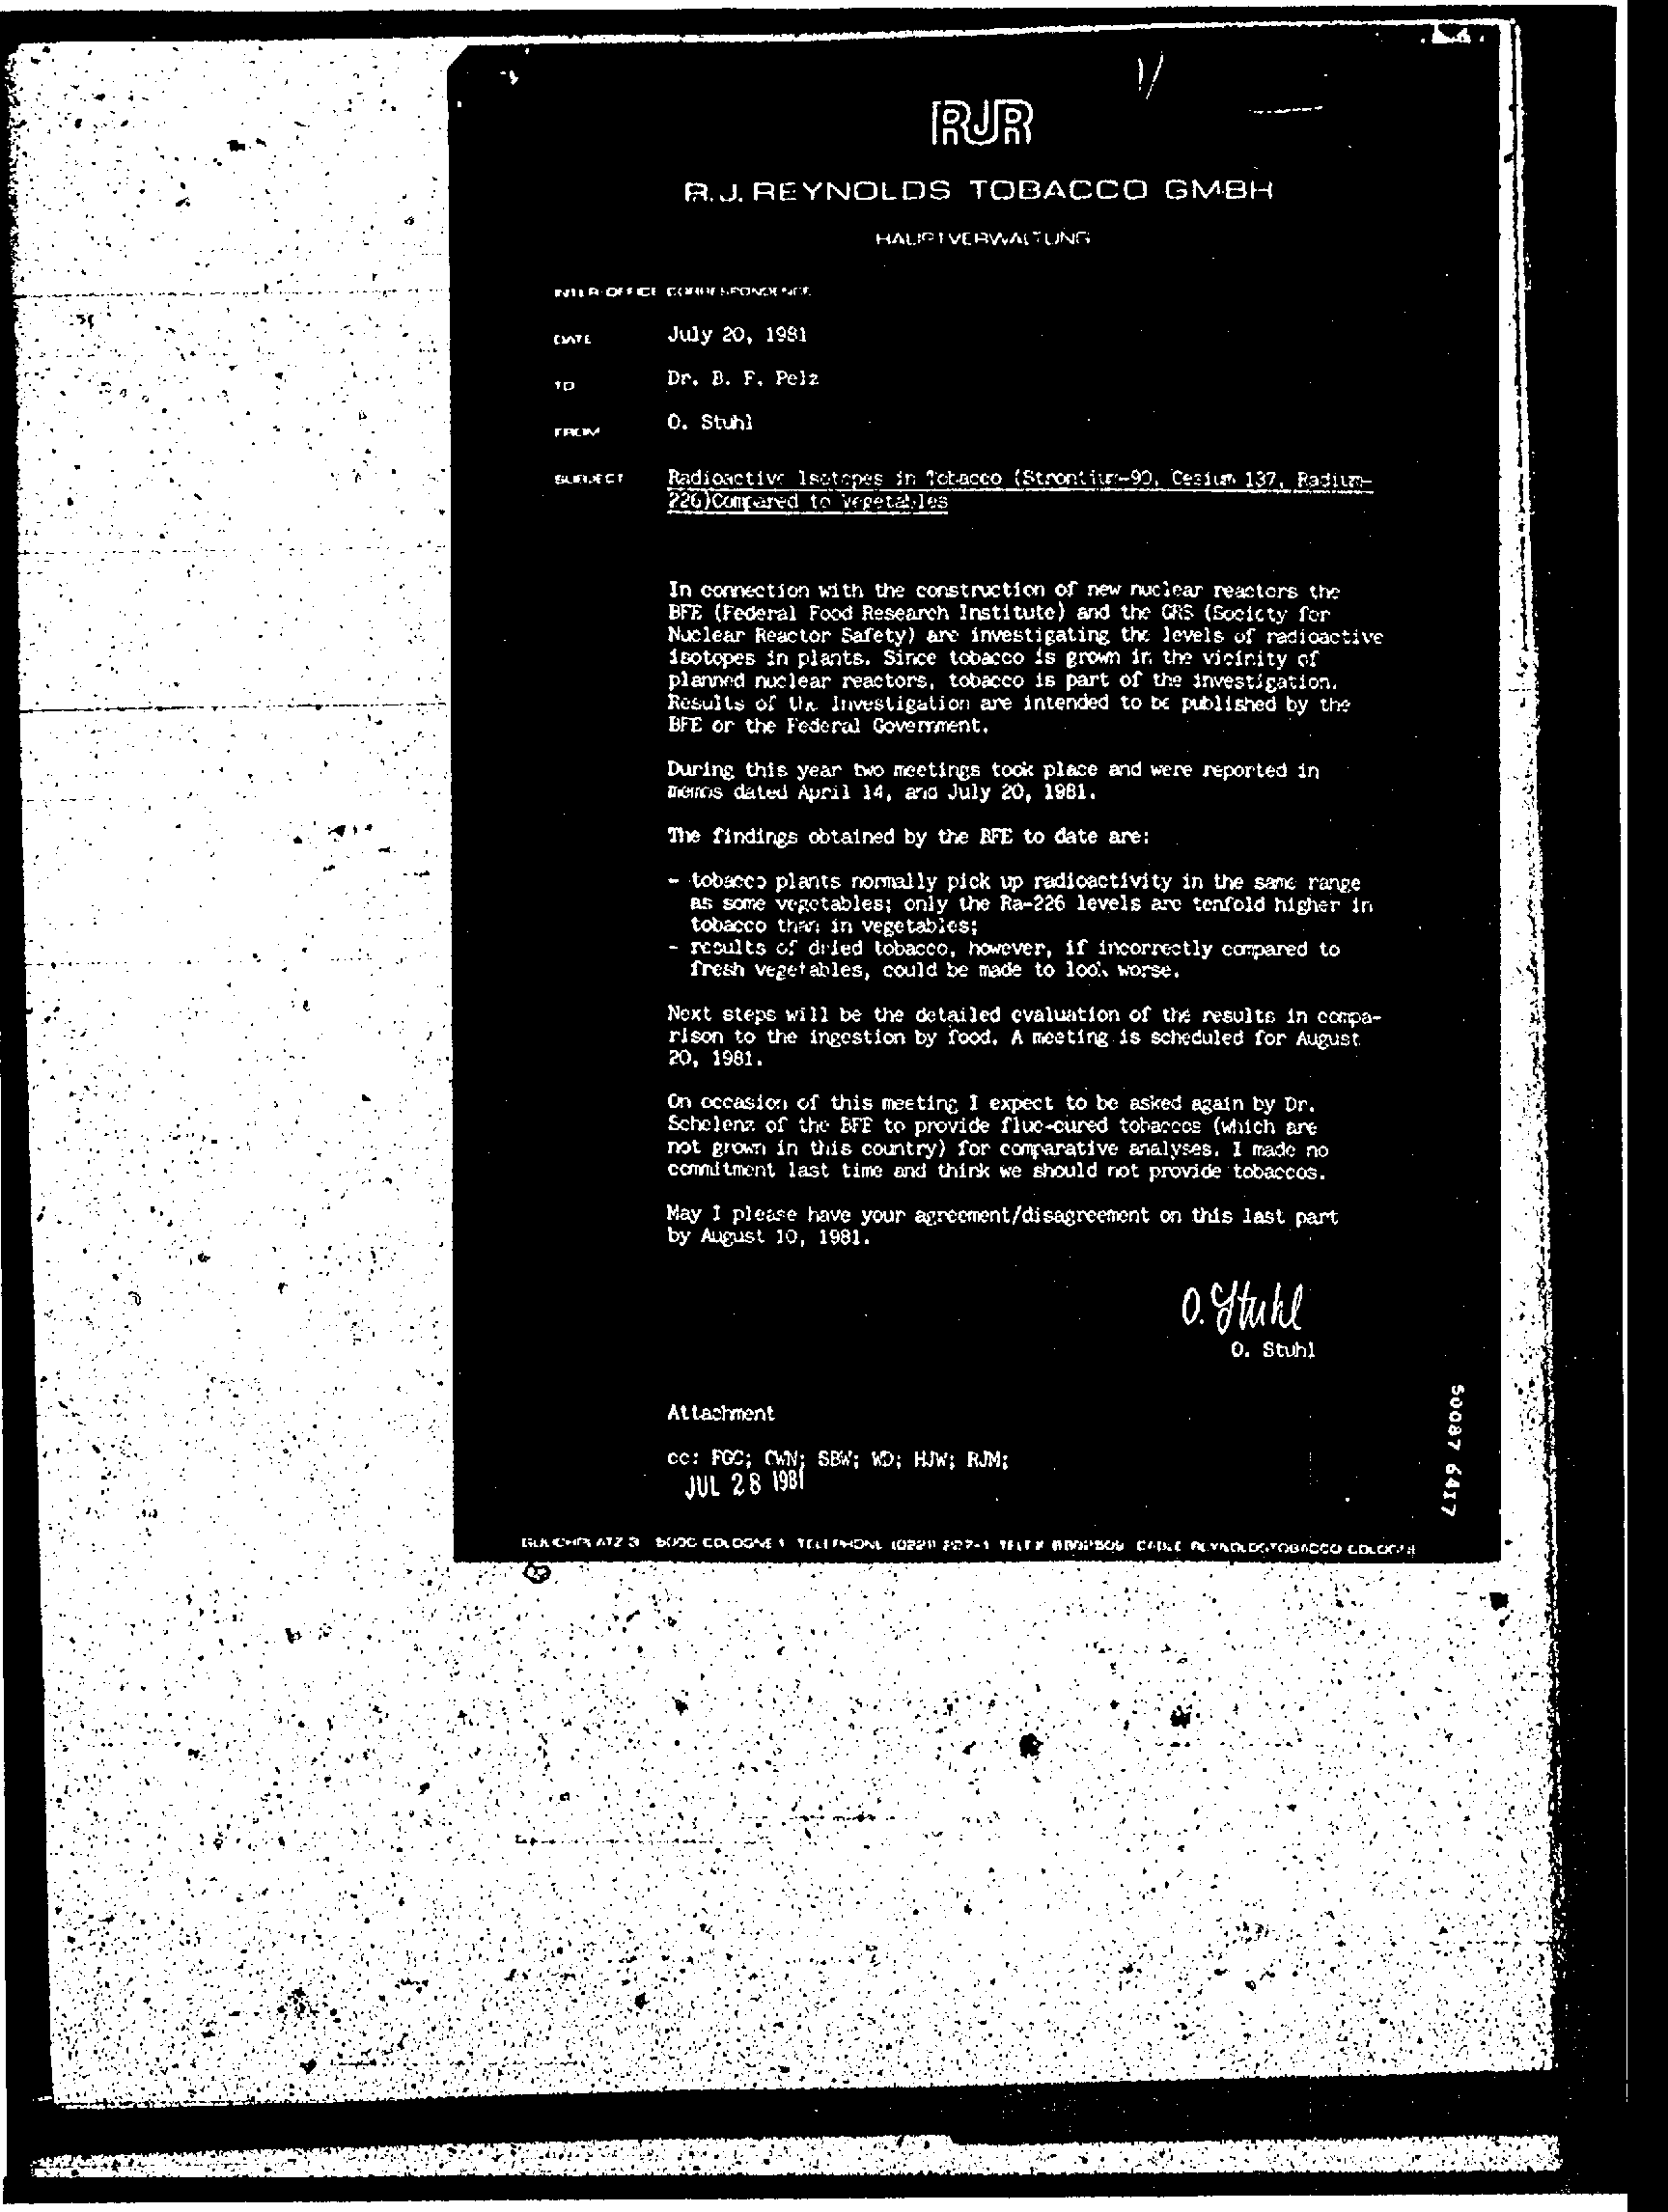 RJR
R.J. REYNOLDS TOBACCO GMBH
HAUPTVERWALTUNG
INTER-OFFICE CORRESPONDENCE
DATE July 20, 1981
TO Dr. B. F. Pelz
FROM O. Stuhl
SUBJECT Radioactive Isotopes in Tobacco (Strontium-90, Cesium 137, Radium-
226)Compared to Vegetables
In connection with the construction of new nuclear reactors the
BFE (Federal Food Research Institute) and the GRS (Society for
Nuclear Reactor Safety) are investigating the levels of radioactive
isotopes in plants. Since tobacco is grown in the vicinity of
planned nuclear reactors, tobacco is part of the investigation.
Results of the Investigation are intended to be published by the
BFE or the Federal Government.
During this year two meetings took place and were reported in
memos dated April 14, and July 20, 1981.
The findings obtained by the BFE to date are:
- tobacco plants normally pick up radioactivity in the same range
as some vegetables; only the Ra-226 levels are tenfold higher in
tobacco than in vegetables;
- results of dried tobacco, however, if incorrectly compared to
fresh vegetables, could be made to look worse.
Next steps will be the detailed evaluation of the results in compa-
rison to the ingestion by food. A meeting is scheduled for August
20, 1981.
On occasion of this meeting I expect to be asked again by Dr.
Schelenz of the BFE to provide flue-cured tobaccos (which are
not grown in this country) for comparative analyses. I made no
commitment last time and think we should not provide tobaccos.
May I please have your agreement/disagreement on this last part
by August 10, 1981.
O. Stuhl
O. Stuhl
Attachment
cc: FGC; CWN; SBW; WD; HJW; RJM;
JUL 28 1981
50087 6417
5000 COLOGNE 1 TELEPHONE (0221) 227-1 TELEX CABLE REYNOLDSTOBACCO COLOGNE